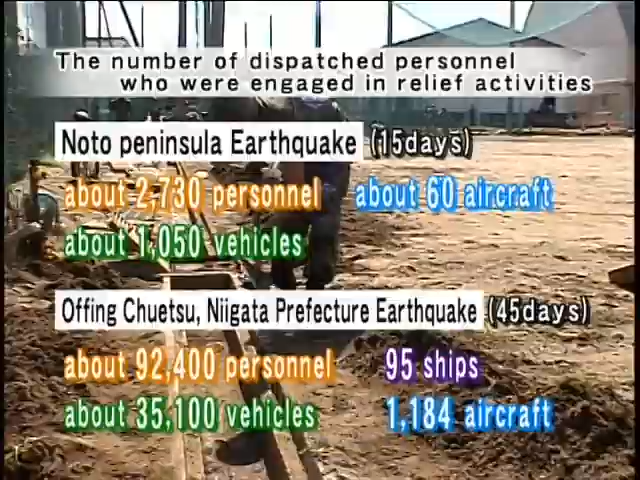 The number of dispatched personnel
who were engaged in relief activities
Noto peninsula Earthquake (15days)
about 2,730 personnel about 60 aircraft
about 1,050 vehicles
Offing Chuetsu, Niigata Prefecture Earthquake (45days)
about 92,400 personnel 95 ships
about 35,100 vehicles 1,184 aircraft